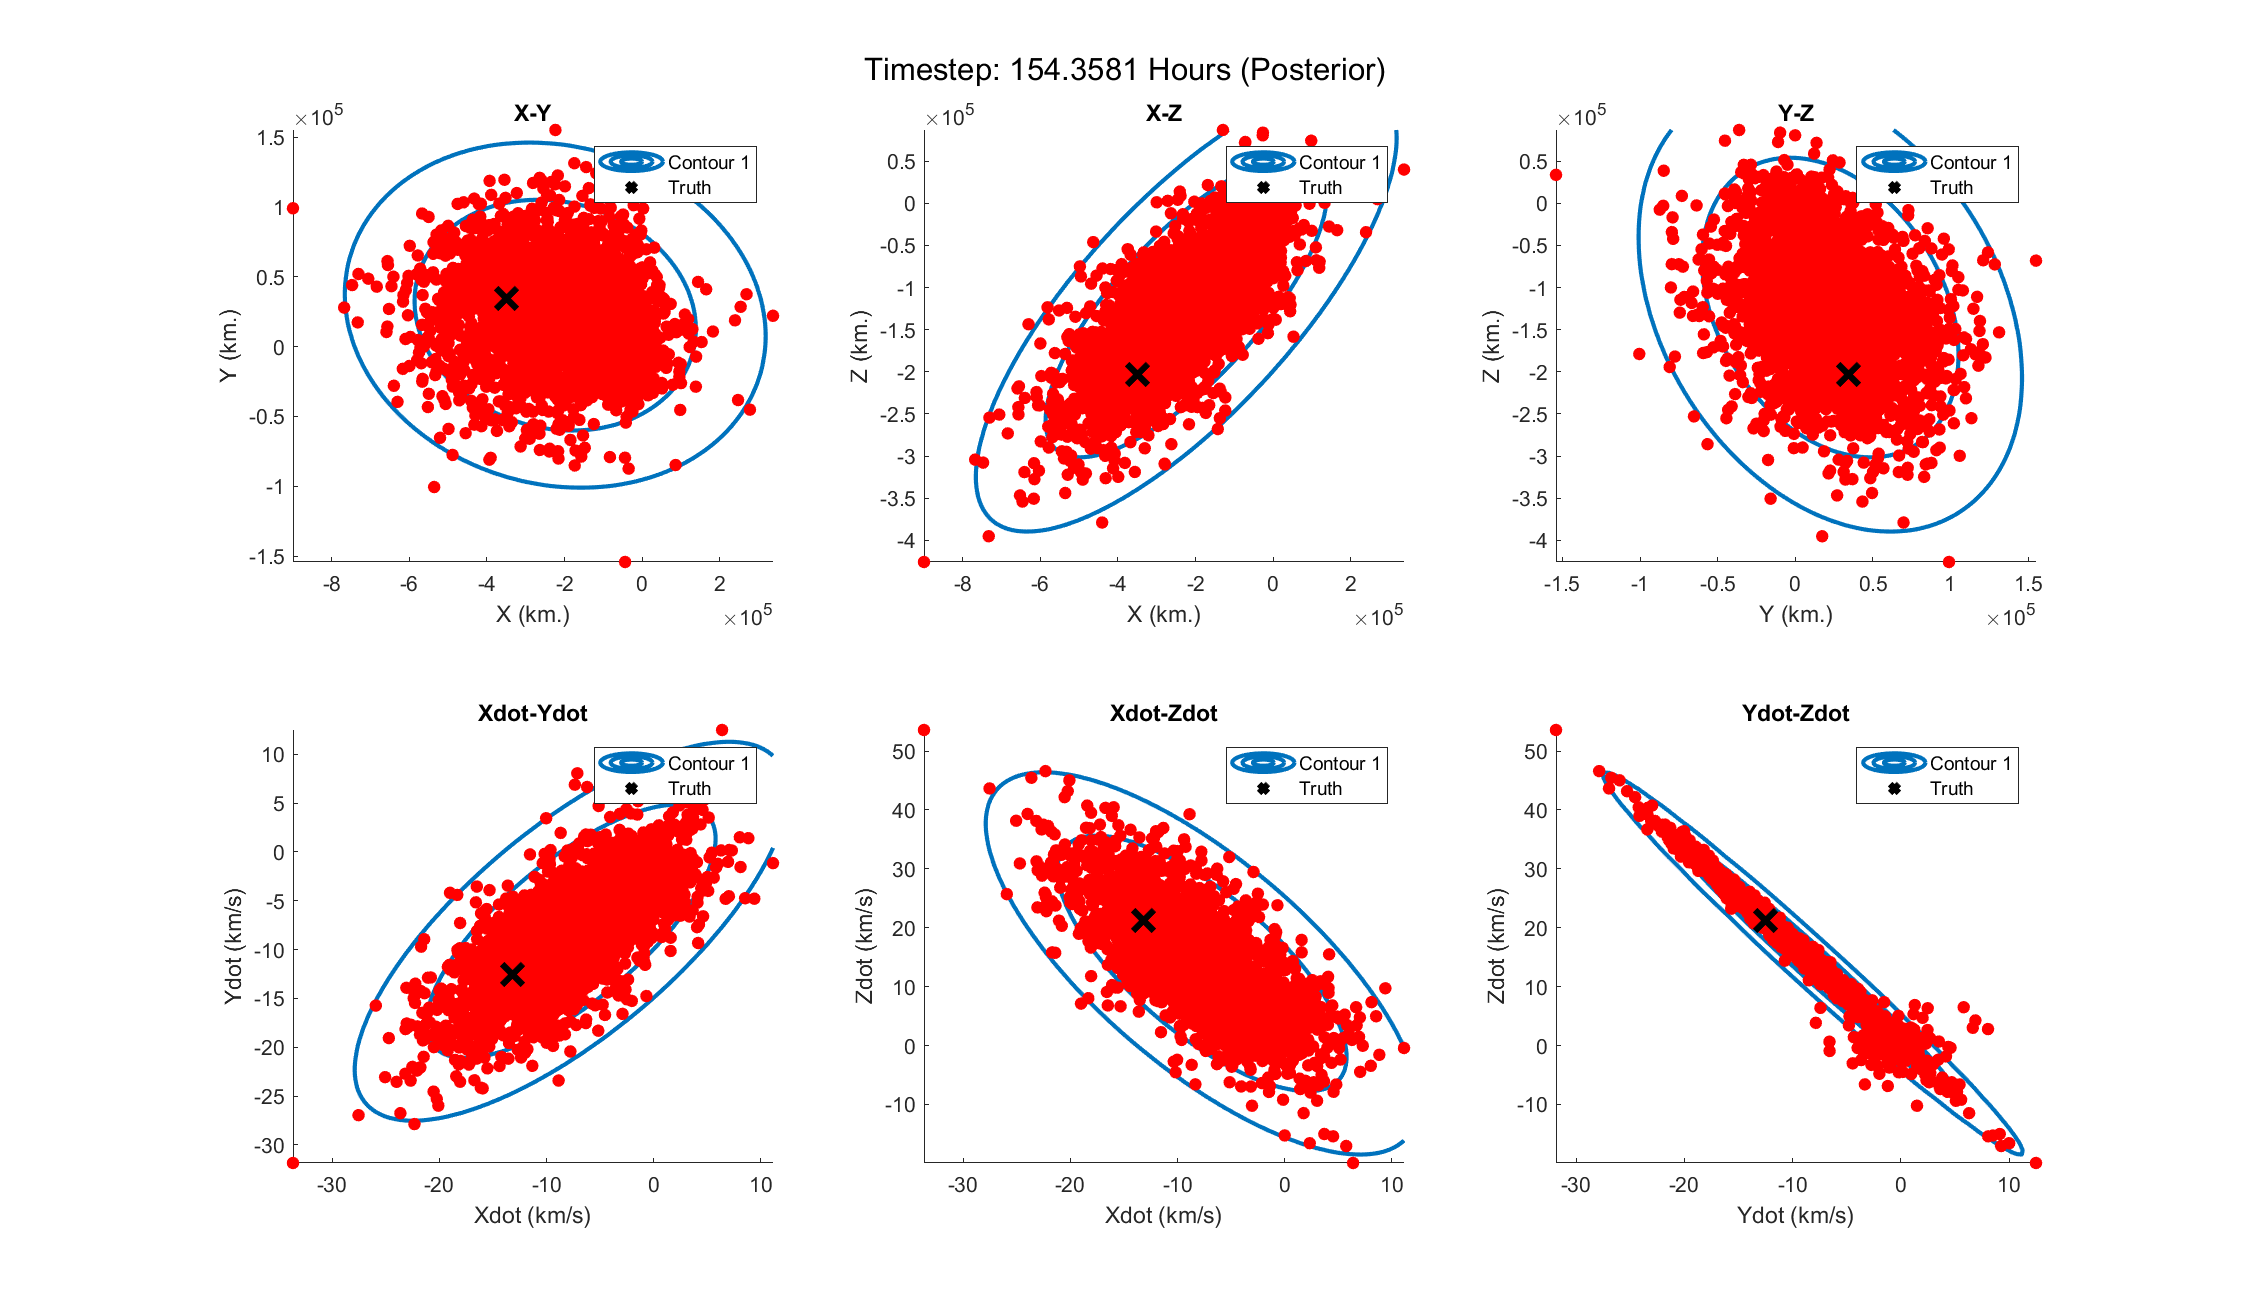 Timestep: 154.3581 Hours (Posterior)
X-Y
×10^5
1.5
1
0.5
0
-0.5
-1
-1.5
Y (km.)
-8 -6 -4 -2 0 2
X (km.)
×10^5
Contour 1
Truth
X-Z
×10^5
0.5
0
-0.5
-1
-1.5
-2
-2.5
-3
-3.5
-4
Z (km.)
-8 -6 -4 -2 0 2
X (km.)
×10^5
Contour 1
Truth
Y-Z
×10^5
0.5
0
-0.5
-1
-1.5
-2
-2.5
-3
-3.5
-4
Z (km.)
-1.5 -1 -0.5 0 0.5 1 1.5
Y (km.)
×10^5
Contour 1
Truth
Xdot-Ydot
10
5
0
-5
-10
-15
-20
-25
-30
Ydot (km/s)
-30 -20 -10 0 10
Xdot (km/s)
Contour 1
Truth
Xdot-Zdot
50
40
30
20
10
0
-10
Zdot (km/s)
-30 -20 -10 0 10
Xdot (km/s)
Contour 1
Truth
Ydot-Zdot
50
40
30
20
10
0
-10
Zdot (km/s)
-30 -20 -10 0 10
Ydot (km/s)
Contour 1
Truth